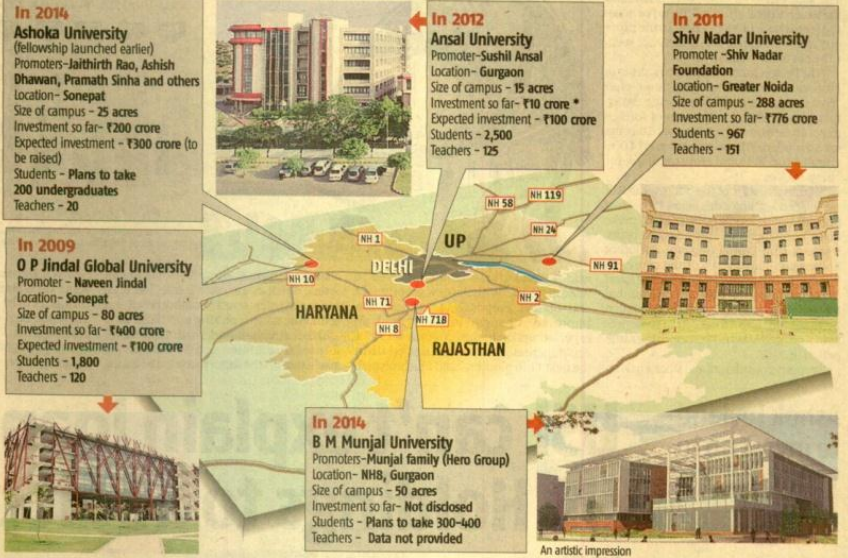 In 2014
Ashoka University
(fellowship launched earlier)
Promoters-Jaithirth Rao, Ashish
Dhawan, Pramath Sinha and others
Location- Sonepat
Size of campus - 25 acres
Investment so far- ₹200 crore
Expected investment - ₹300 crore (to
be raised)
Students - Plans to take
200 undergraduates
Teachers - 20
In 2012
Ansal University
Promoter-Sushil Ansal
Location- Gurgaon
Size of campus - 15 acres
Investment so far- ₹10 crore *
Expected investment - ₹100 crore
Students - 2,500
Teachers - 125
In 2011
Shiv Nadar University
Promoter -Shiv Nadar
Foundation
Location- Greater Noida
Size of campus - 288 acres
Investment so far- ₹776 crore
Students - 967
Teachers - 151
In 2009
O P Jindal Global University
Promoter - Naveen Jindal
Location- Sonepat
Size of campus - 80 acres
Investment so far- ₹400 crore
Expected investment - ₹100 crore
Students - 1,800
Teachers - 120
NH 58
NH 119
NH 1
UP
NH 24
DELHI
NH 91
NH 10
HARYANA
NH 71
NH 2
NH 8
NH 71B
RAJASTHAN
In 2014
B M Munjal University
Promoters-Munjal family (Hero Group)
Location- NH8, Gurgaon
Size of campus - 50 acres
Investment so far- Not disclosed
Students - Plans to take 300-400
Teachers - Data not provided
An artistic impression